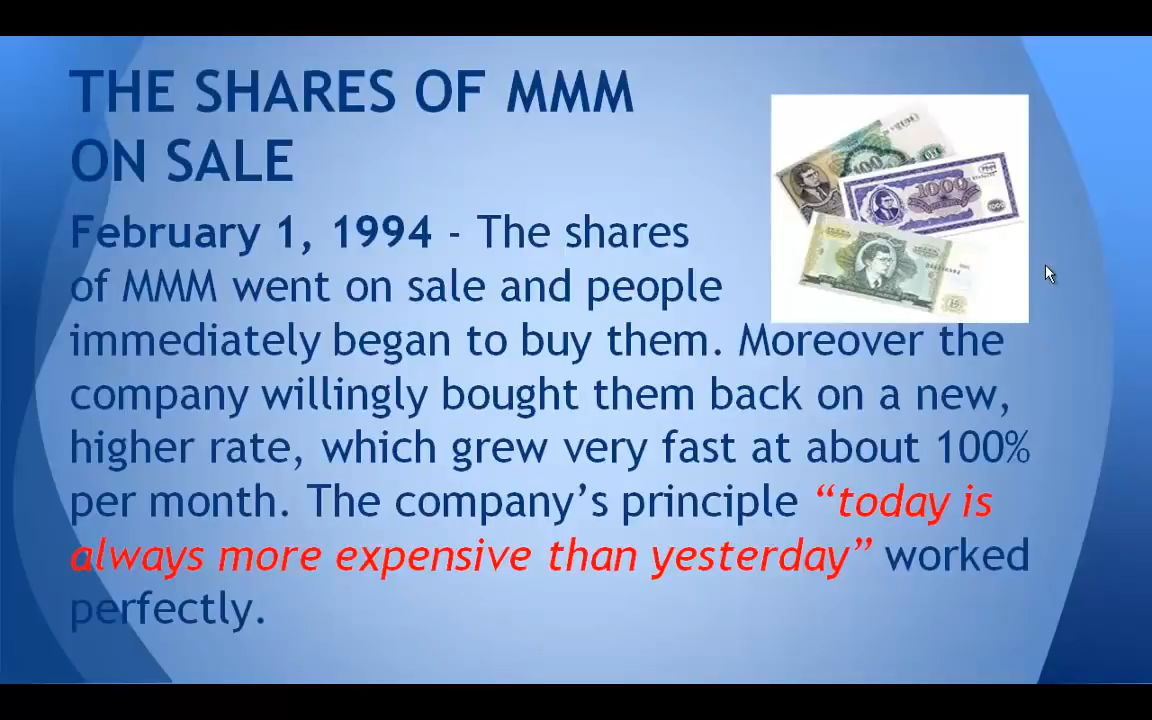 THE SHARES OF MMM
ON SALE
February 1, 1994 - The shares
of MMM went on sale and people
immediately began to buy them. Moreover the
company willingly bought them back on a new,
higher rate, which grew very fast at about 100%
per month. The company’s principle “today is
always more expensive than yesterday” worked
perfectly.
100
1000